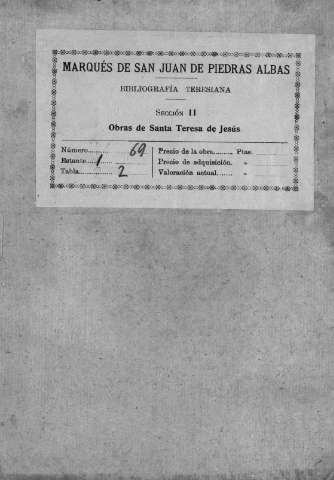 MARQUÉS DE SAN JUAN DE PIEDRAS ALBAS
BIBLIOGRAFÍA TERESIANA
SECCIÓN II
Obras de Santa Teresa de Jesús
Número......... 69 Precio de la obra....... Ptas.
Estante... 1 Precio de adquisición. »
Tabla............. 2 Valoración actual...... »